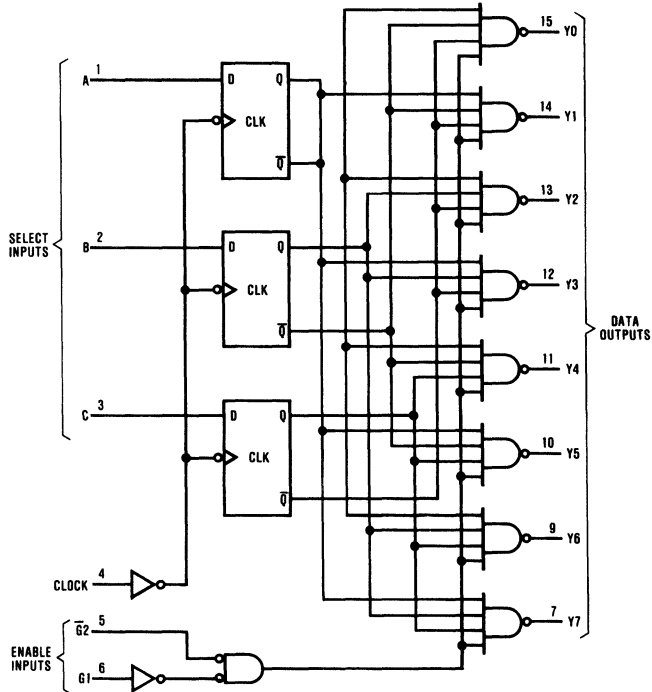 15 Y0
A 1 D Q
CLK
14 Y1
Q̅
13 Y2
SELECT
INPUTS
B 2 D Q
CLK
12 Y3
DATA
OUTPUTS
Q̅
11 Y4
C 3 D Q
CLK
10 Y5
Q̅
9 Y6
CLOCK 4
7 Y7
ENABLE
INPUTS
G̅2 5
G1 6